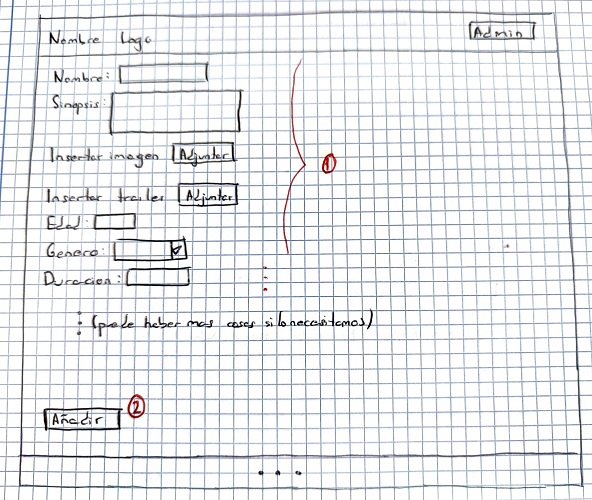 Nombre Logo
Admin
Nombre:
Sinopsis:
Insertar imagen Adjuntar
①
Insertar trailer Adjuntar
Edad:
Genero:
Duracion:
(puede haber mas cosas si lo necesitamos)
②
Añadir